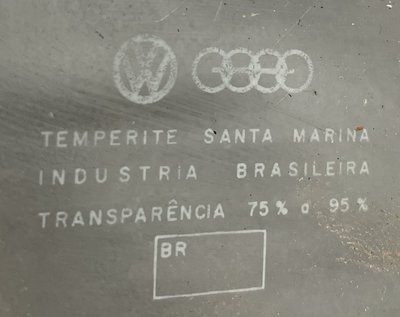 TEMPERITE SANTA MARINA
INDUSTRIA BRASILEIRA
TRANSPARÊNCIA 75% a 95%
BR